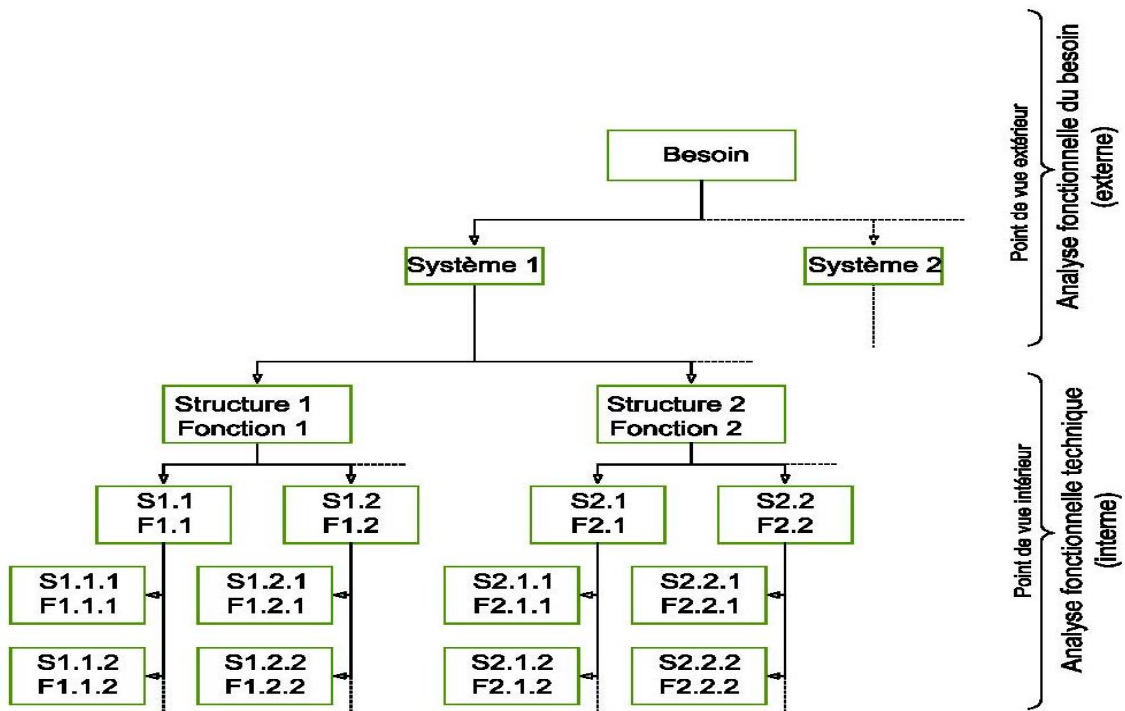 Besoin
Système 1
Système 2
Structure 1
Fonction 1
Structure 2
Fonction 2
S1.1
F1.1
S1.2
F1.2
S2.1
F2.1
S2.2
F2.2
S1.1.1
F1.1.1
S1.2.1
F1.2.1
S2.1.1
F2.1.1
S2.2.1
F2.2.1
S1.1.2
F1.1.2
S1.2.2
F1.2.2
S2.1.2
F2.1.2
S2.2.2
F2.2.2
Point de vue extérieur
Analyse fonctionnelle du besoin
(externe)
Point de vue intérieur
Analyse fonctionnelle technique
(interne)